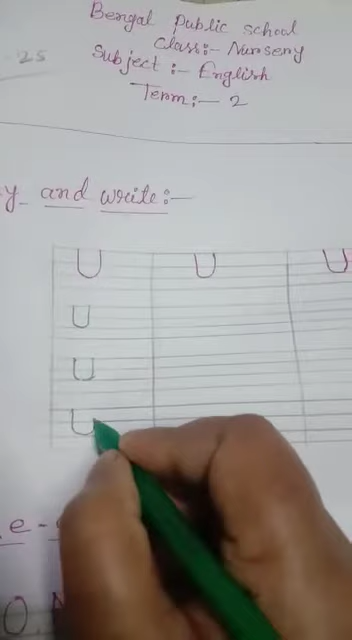 Bengal Public school
Class:- Nursery
25
Subject :- English
Term:- 2
y and write:-
U U U
U
U
U
e -
O